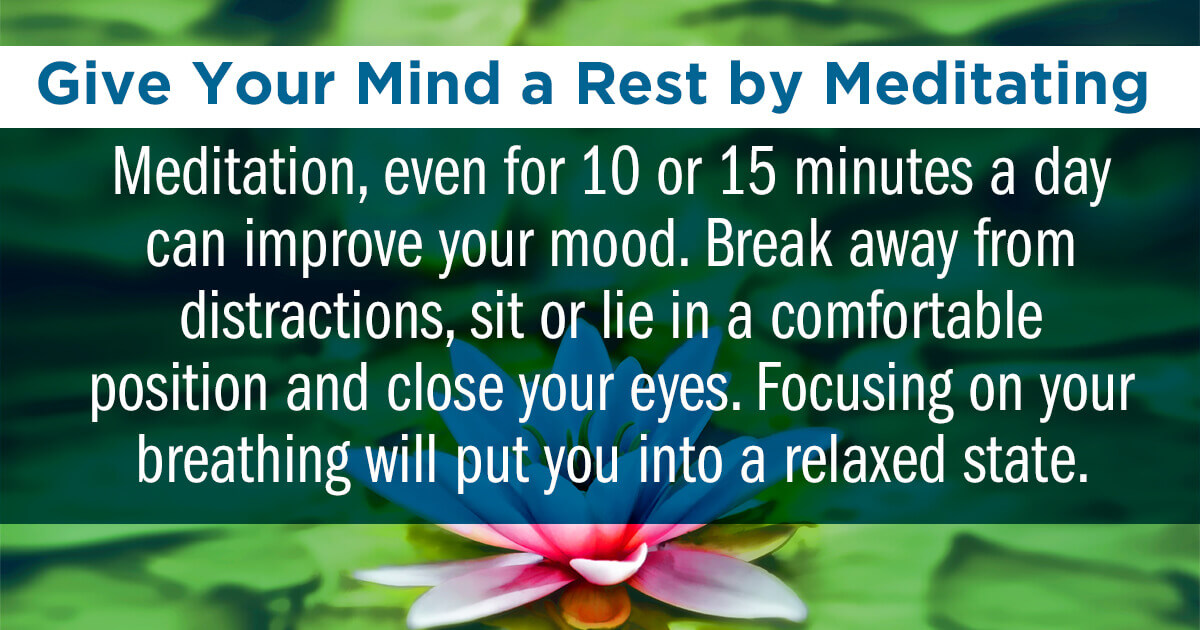 Give Your Mind a Rest by Meditating
Meditation, even for 10 or 15 minutes a day
can improve your mood. Break away from
distractions, sit or lie in a comfortable
position and close your eyes. Focusing on your
breathing will put you into a relaxed state.